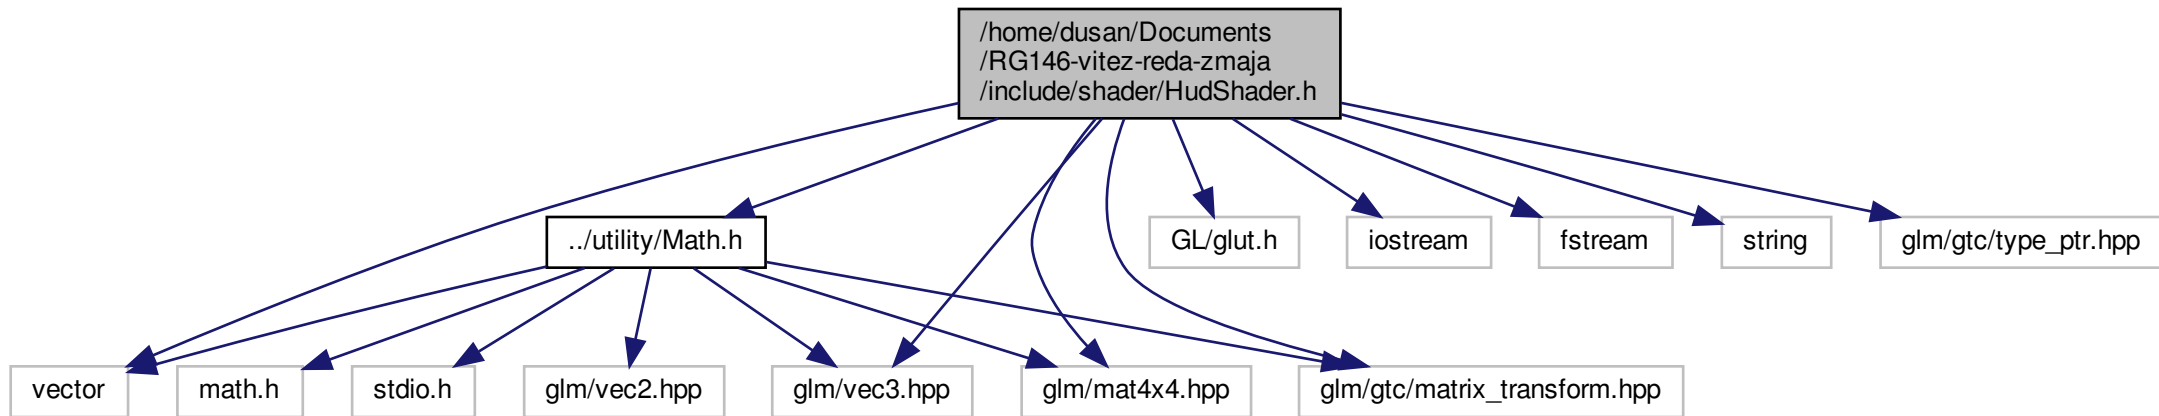 /home/dusan/Documents
/RG146-vitez-reda-zmaja
/include/shader/HudShader.h
../utility/Math.h
GL/glut.h
iostream
fstream
string
glm/gtc/type_ptr.hpp
vector
math.h
stdio.h
glm/vec2.hpp
glm/vec3.hpp
glm/mat4x4.hpp
glm/gtc/matrix_transform.hpp